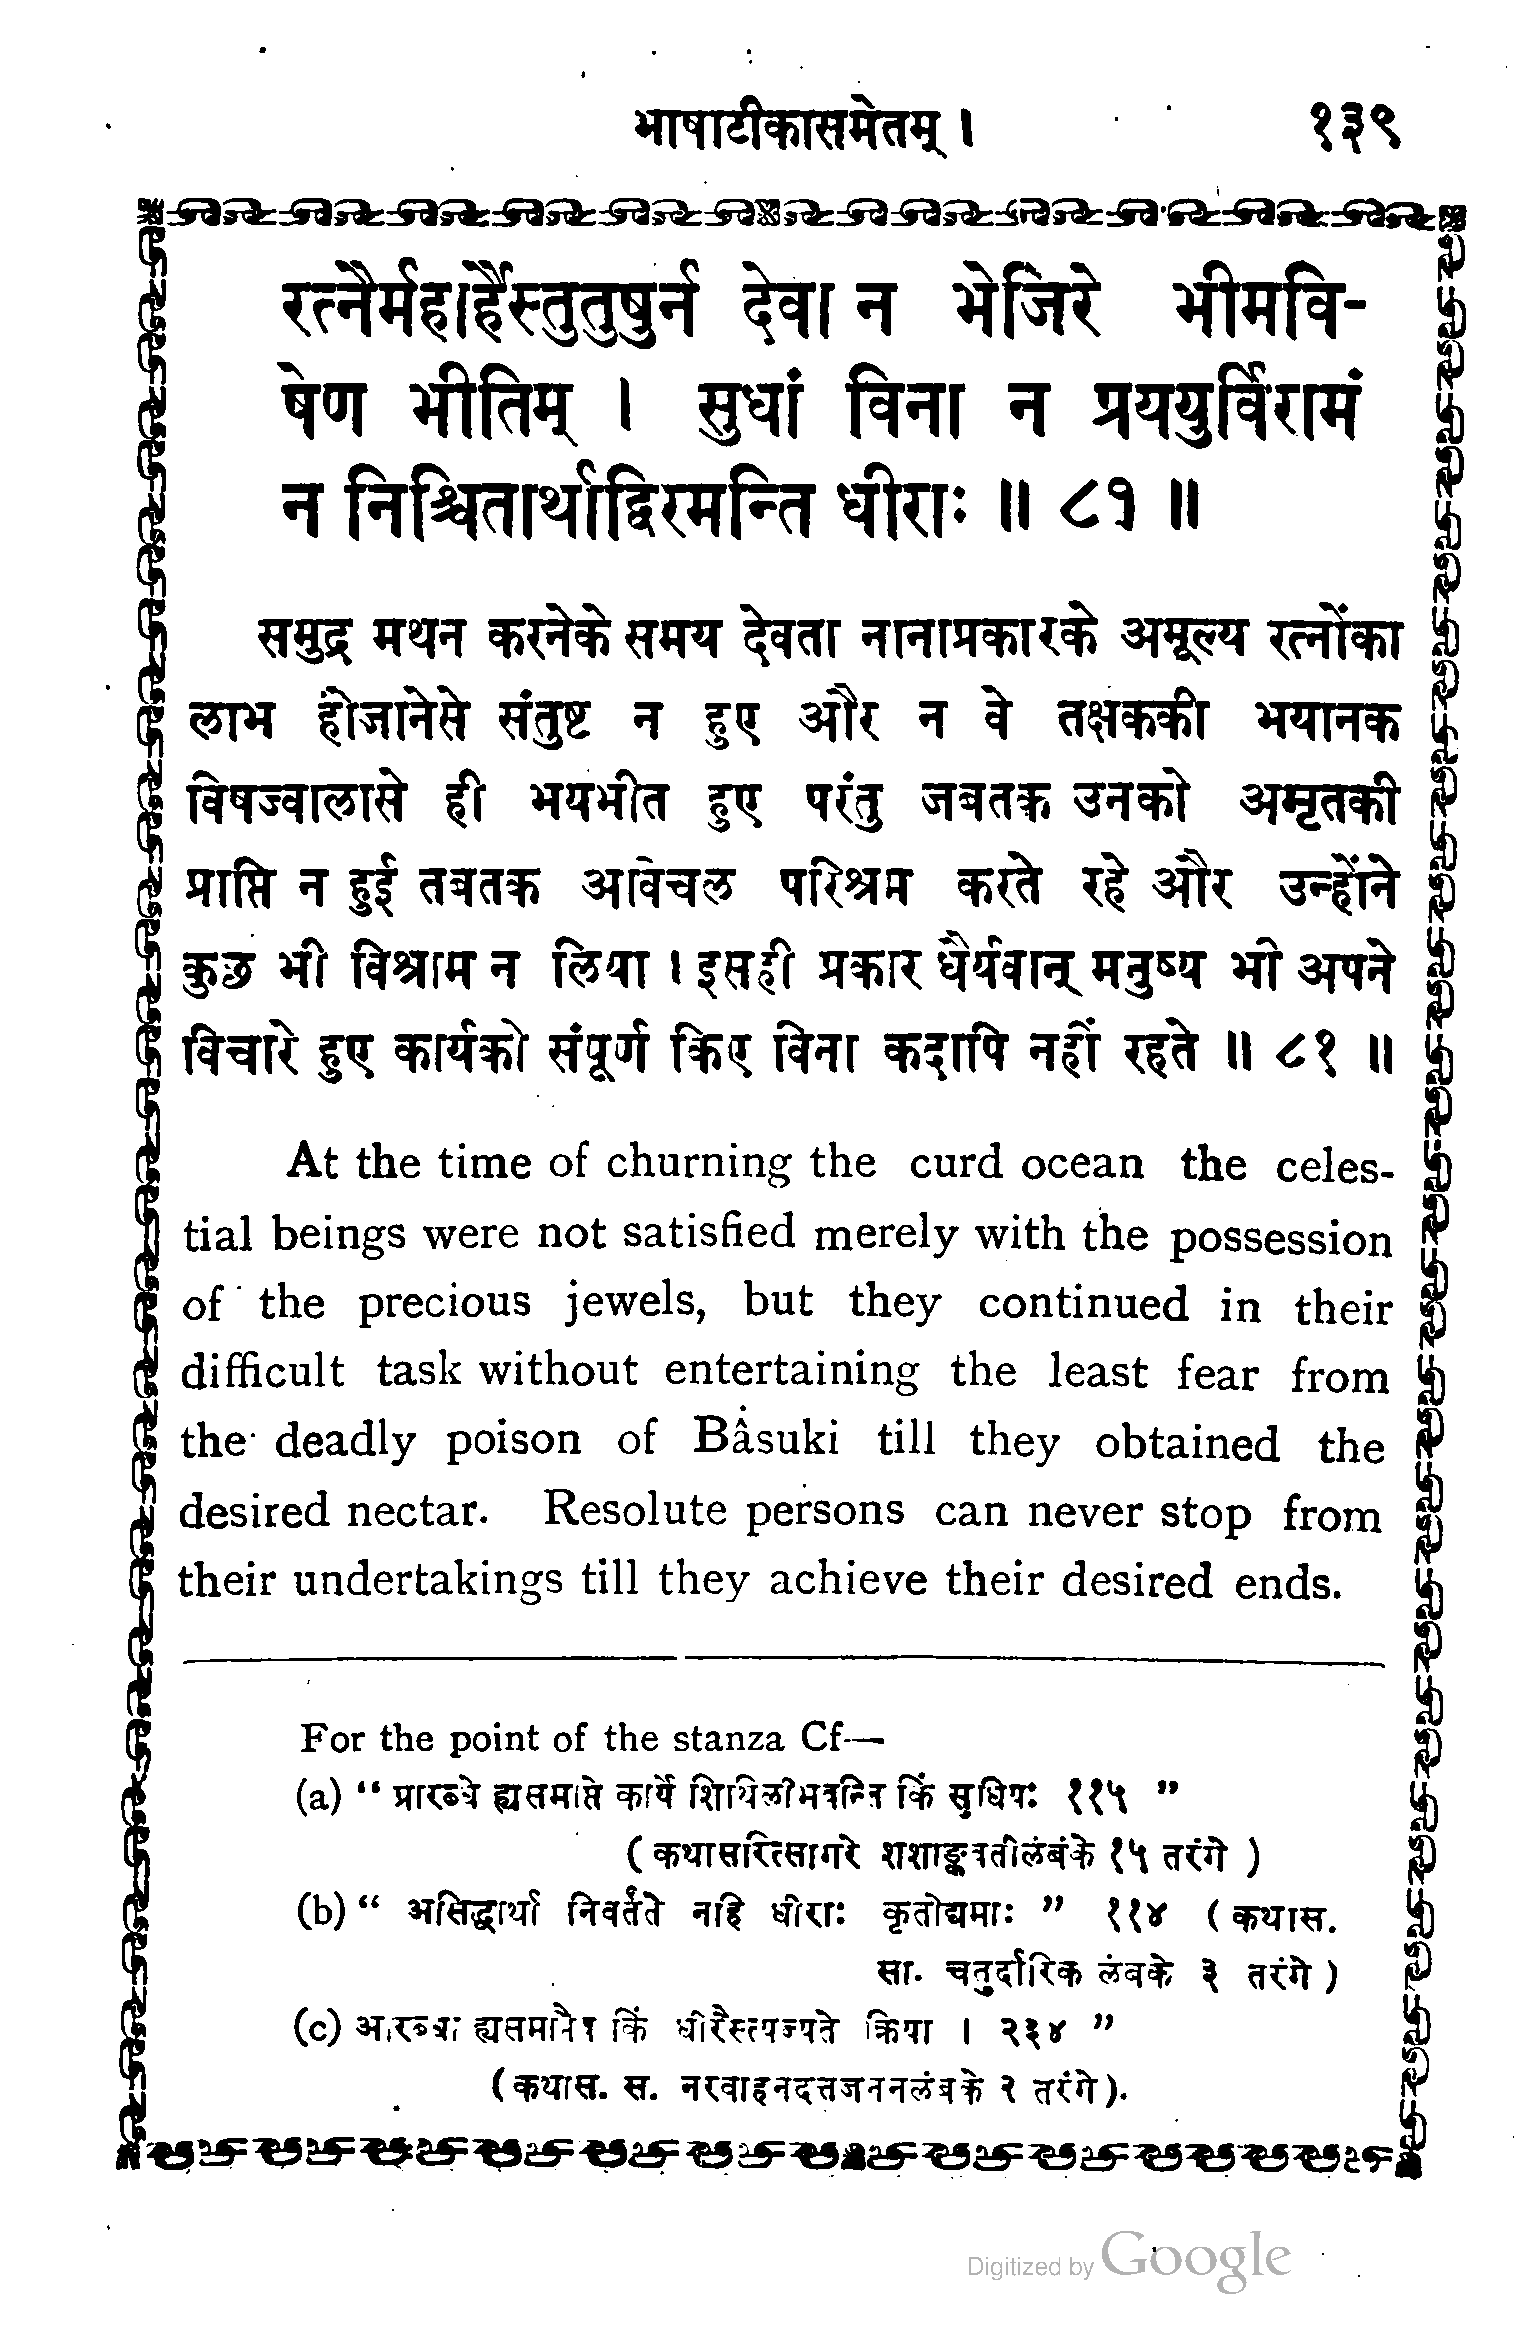 भाषाटीकासमेतम् । १३९
रत्नैर्महार्हैस्तुतुषुर्न देवा न भेजिरे भीमवि-
षेण भीतिम् । सुधां विना न प्रययुर्विरामं
न निश्चितार्थाद्विरमन्ति धीराः ॥ ८१ ॥
समुद्र मथन करनेके समय देवता नानाप्रकारके अमूल्य रत्नोंका
लाभ होजानेसे संतुष्ट न हुए और न वे तक्षककी भयानक
विषज्वालासे ही भयभीत हुए परंतु जबतक उनको अमृतकी
प्राप्ति न हुई तबतक अविचल परिश्रम करते रहे और उन्होंने
कुछ भी विश्राम न लिया । इसही प्रकार धैर्यवान् मनुष्य भी अपने
विचारे हुए कार्यको संपूर्ण किए विना कदापि नहीं रहते ॥ ८१ ॥
At the time of churning the curd ocean the celes-
tial beings were not satisfied merely with the possession
of the precious jewels, but they continued in their
difficult task without entertaining the least fear from
the deadly poison of Bâsuki till they obtained the
desired nectar. Resolute persons can never stop from
their undertakings till they achieve their desired ends.
For the point of the stanza Cf—
(a) “ प्रारब्धे ह्यसमाप्ते कार्ये शिथिलीभवन्ति किं सुधियः ११५ ”
( कथासरित्सागरे शशाङ्कवतीलंबंके १५ तरंगे )
(b) “ असिद्धार्था निवर्तंते नहि धीराः कृतोद्यमाः ” ११४ ( कथास.
सा. चतुर्दारिक लंबके ३ तरंगे )
(c) आरब्धा ह्यसमाप्तैव किं धीरैस्त्यज्यते क्रिया । २३४ ”
( कथास. स. नरवाहनदत्तजननलंबके २ तरंगे ).
Digitized by Google